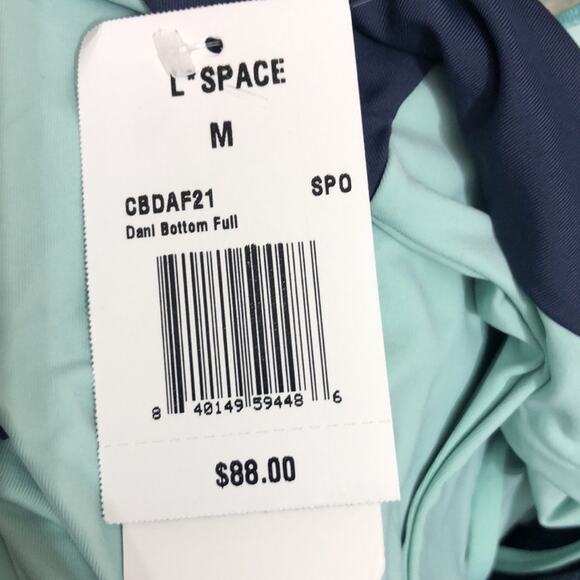 L*SPACE
M
CBDAF21 SPO
Dani Bottom Full
8 40149 59448 6
$88.00